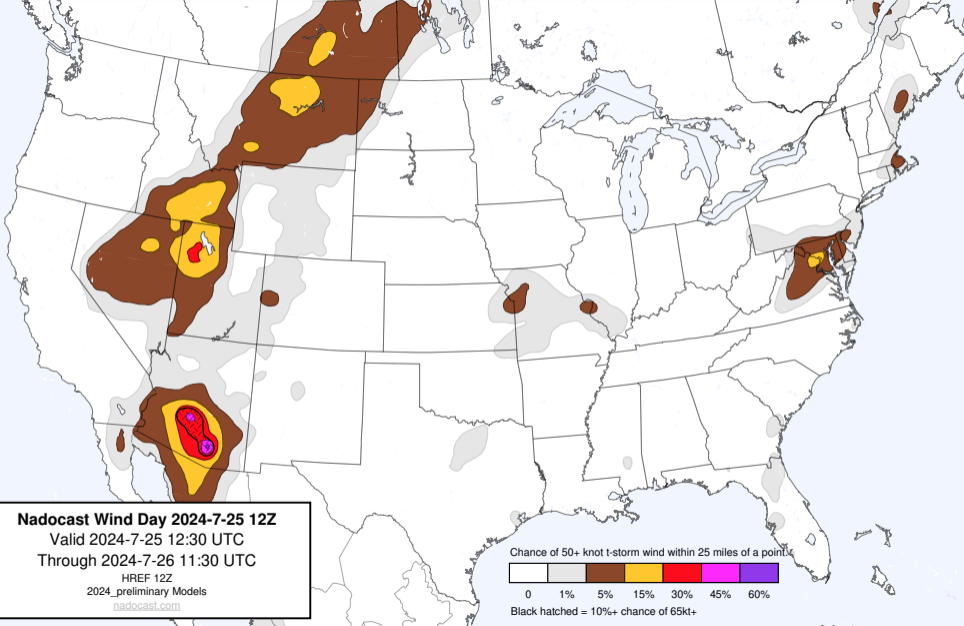 Nadocast Wind Day 2024-7-25 12Z
Valid 2024-7-25 12:30 UTC
Through 2024-7-26 11:30 UTC
HREF 12Z
2024_preliminary Models
nadocast.com
Chance of 50+ knot t-storm wind within 25 miles of a point.
0 1% 5% 15% 30% 45% 60%
Black hatched = 10%+ chance of 65kt+